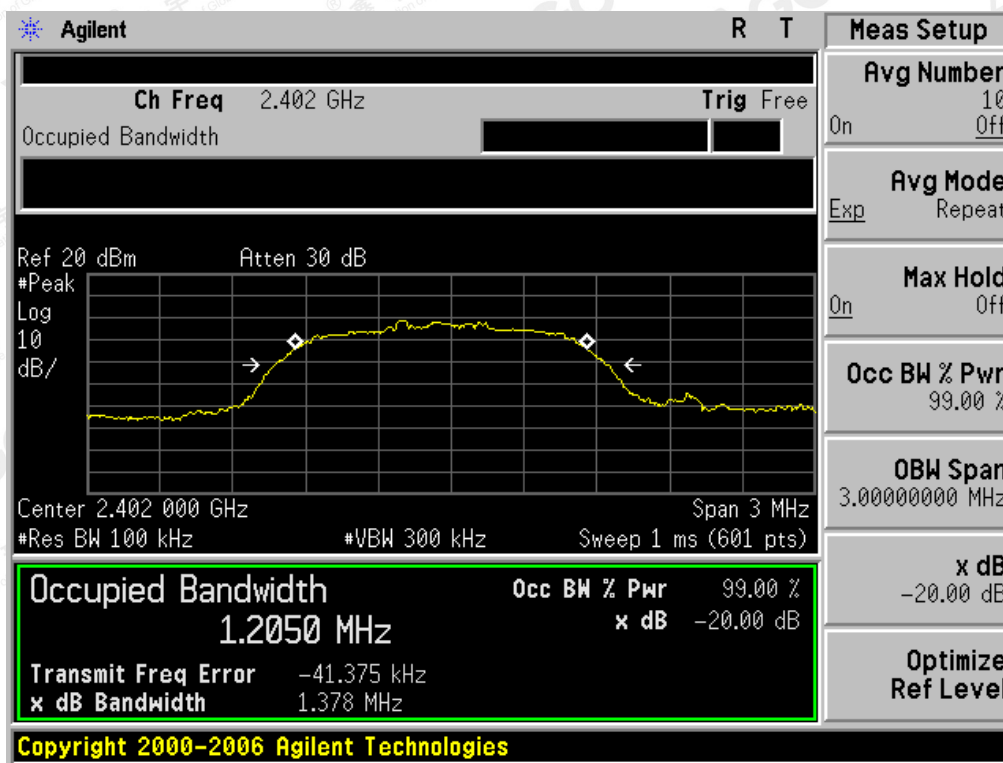 Agilent R T
Ch Freq 2.402 GHz Trig Free
Occupied Bandwidth
Ref 20 dBm Atten 30 dB
#Peak
Log
10
dB/
Center 2.402 000 GHz Span 3 MHz
#Res BW 100 kHz #VBW 300 kHz Sweep 1 ms (601 pts)
Occupied Bandwidth
1.2050 MHz
Occ BW % Pwr 99.00 %
x dB -20.00 dB
Transmit Freq Error -41.375 kHz
x dB Bandwidth 1.378 MHz
Copyright 2000-2006 Agilent Technologies
Meas Setup
Avg Number
10
On Off
Avg Mode
Exp Repeat
Max Hold
On Off
Occ BW % Pwr
99.00 %
OBW Span
3.00000000 MHz
x dB
-20.00 dB
Optimize
Ref Level